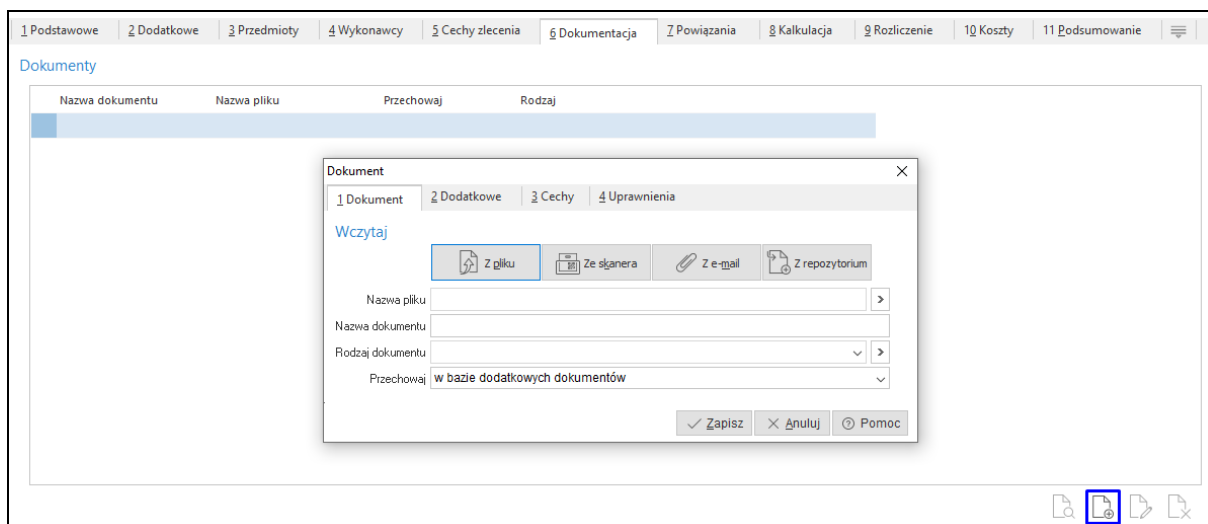 1 Podstawowe 2 Dodatkowe 3 Przedmioty 4 Wykonawcy 5 Cechy zlecenia 6 Dokumentacja 7 Powiązania 8 Kalkulacja 9 Rozliczenie 10 Koszty 11 Podsumowanie
Dokumenty
Nazwa dokumentu Nazwa pliku Przechowaj Rodzaj
Dokument
1 Dokument 2 Dodatkowe 3 Cechy 4 Uprawnienia
Wczytaj
Z pliku Ze skanera Z e-mail Z repozytorium
Nazwa pliku
Nazwa dokumentu
Rodzaj dokumentu
Przechowaj w bazie dodatkowych dokumentów
Zapisz Anuluj Pomoc